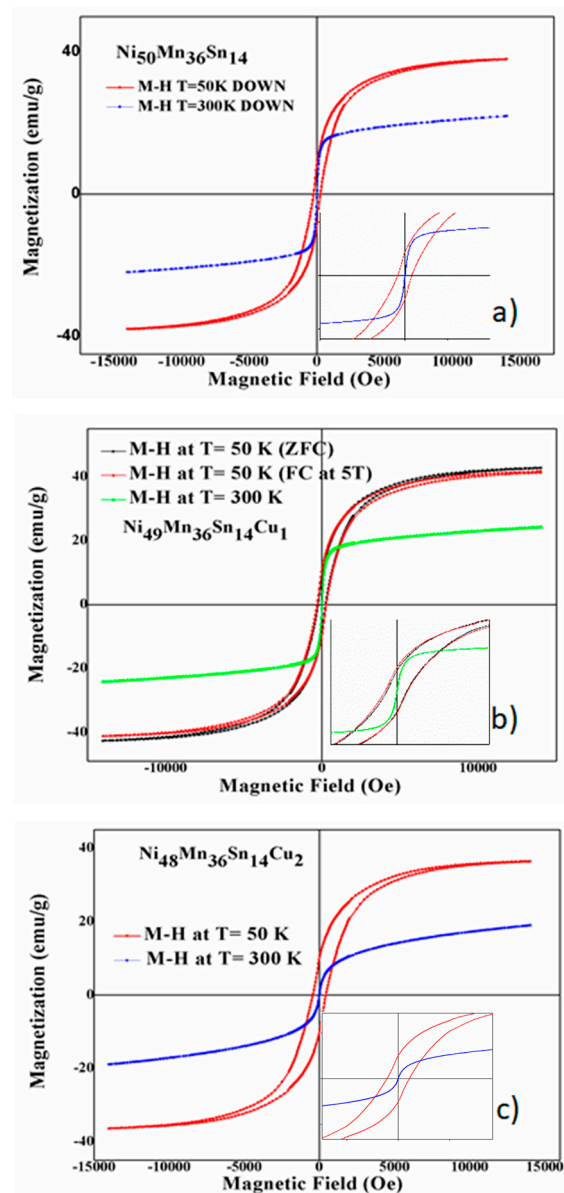 Ni50Mn36Sn14
M-H T=50K DOWN
M-H T=300K DOWN
Magnetization (emu/g)
40
0
-40
-15000 -10000 -5000 0 5000 10000 15000
Magnetic Field (Oe)
a)
M-H at T= 50 K (ZFC)
M-H at T= 50 K (FC at 5T)
M-H at T= 300 K
Ni49Mn36Sn14Cu1
Magnetization (emu/g)
40
20
0
-20
-40
-10000 0 10000
Magnetic Field (Oe)
b)
Ni48Mn36Sn14Cu2
M-H at T= 50 K
M-H at T= 300 K
Magnetization (emu/g)
40
20
0
-20
-40
-15000 -10000 -5000 0 5000 10000 15000
Magnetic Field (Oe)
c)